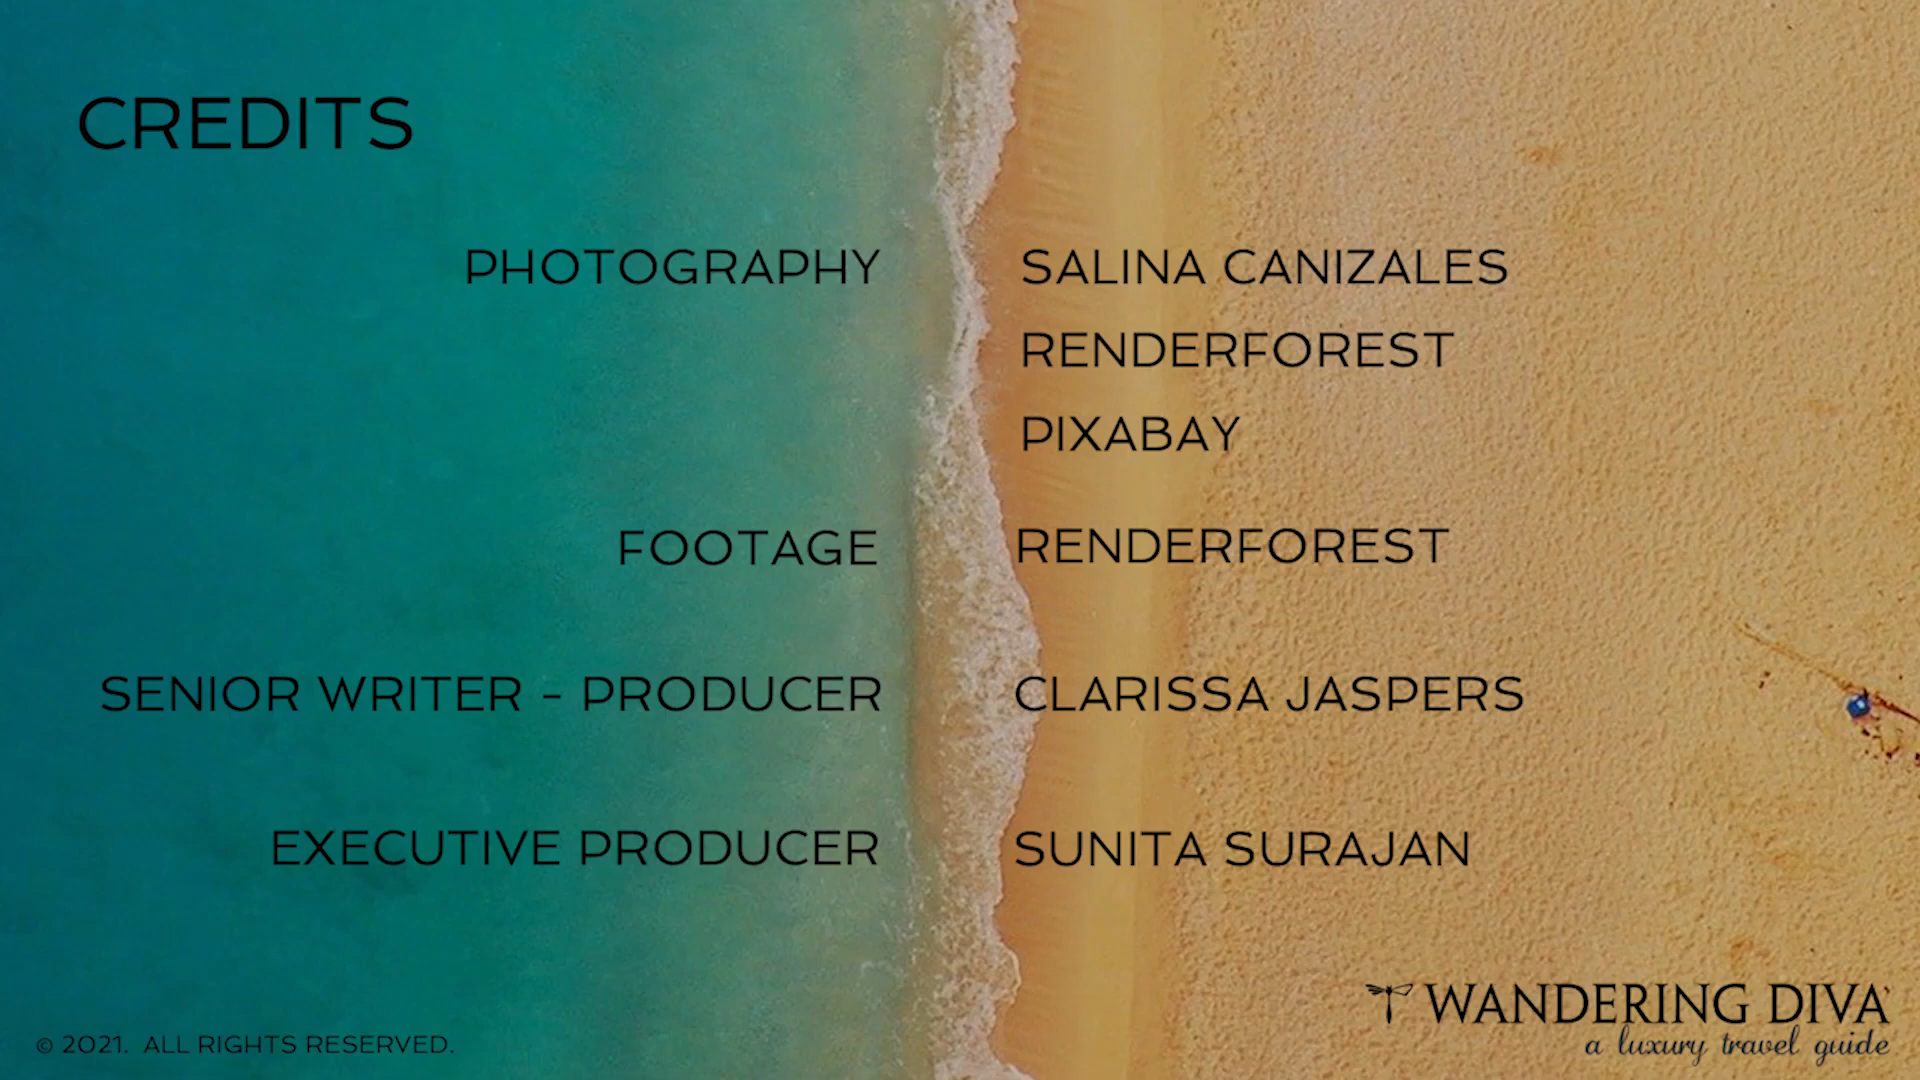 CREDITS
PHOTOGRAPHY SALINA CANIZALES
RENDERFOREST
PIXABAY
FOOTAGE RENDERFOREST
SENIOR WRITER - PRODUCER CLARISSA JASPERS
EXECUTIVE PRODUCER SUNITA SURAJAN
WANDERING DIVA
a luxury travel guide
© 2021. ALL RIGHTS RESERVED.